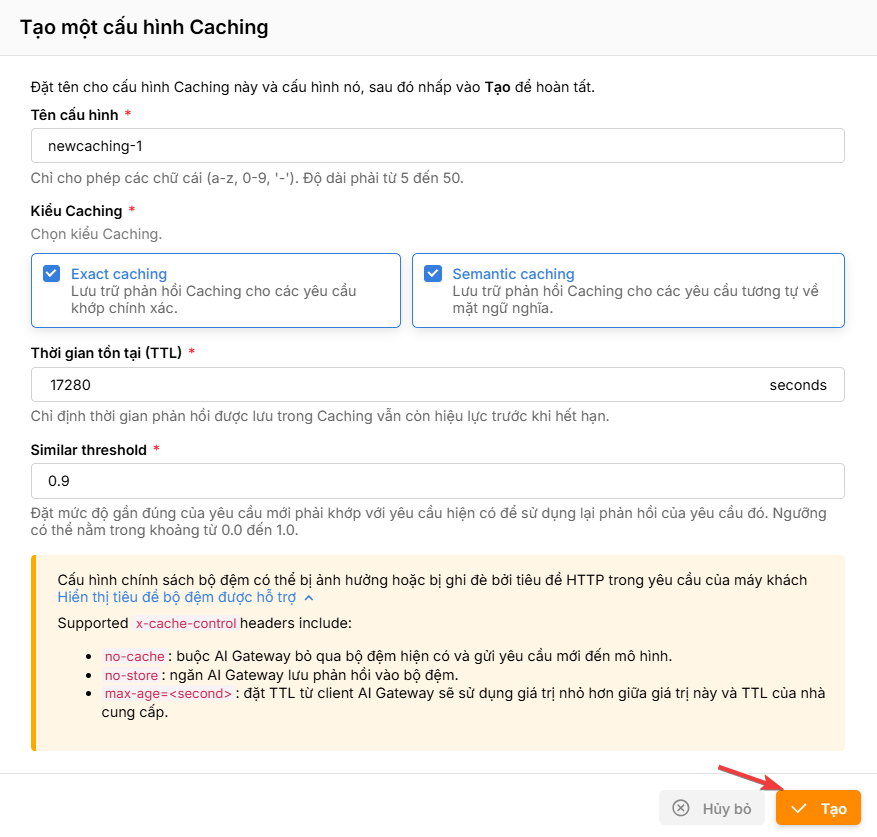 Tạo một cấu hình Caching
Đặt tên cho cấu hình Caching này và cấu hình nó, sau đó nhấp vào Tạo để hoàn tất.
Tên cấu hình *
newcaching-1
Chỉ cho phép các chữ cái (a-z, 0-9, '-'). Độ dài phải từ 5 đến 50.
Kiểu Caching *
Chọn kiểu Caching.
Exact caching
Lưu trữ phản hồi Caching cho các yêu cầu
khớp chính xác.
Semantic caching
Lưu trữ phản hồi Caching cho các yêu cầu tương tự về
mặt ngữ nghĩa.
Thời gian tồn tại (TTL) *
17280
seconds
Chỉ định thời gian phản hồi được lưu trong Caching vẫn còn hiệu lực trước khi hết hạn.
Similar threshold *
0.9
Đặt mức độ gần đúng của yêu cầu mới phải khớp với yêu cầu hiện có để sử dụng lại phản hồi của yêu cầu đó. Ngưỡng
có thể nằm trong khoảng từ 0.0 đến 1.0.
Cấu hình chính sách bộ đệm có thể bị ảnh hưởng hoặc bị ghi đè bởi tiêu đề HTTP trong yêu cầu của máy khách
Hiển thị tiêu đề bộ đệm được hỗ trợ
Supported x-cache-control headers include:
no-cache : buộc AI Gateway bỏ qua bộ đệm hiện có và gửi yêu cầu mới đến mô hình.
no-store : ngăn AI Gateway lưu phản hồi vào bộ đệm.
max-age=<second> : đặt TTL từ client AI Gateway sẽ sử dụng giá trị nhỏ hơn giữa giá trị này và TTL của nhà
cung cấp.
Hủy bỏ
Tạo